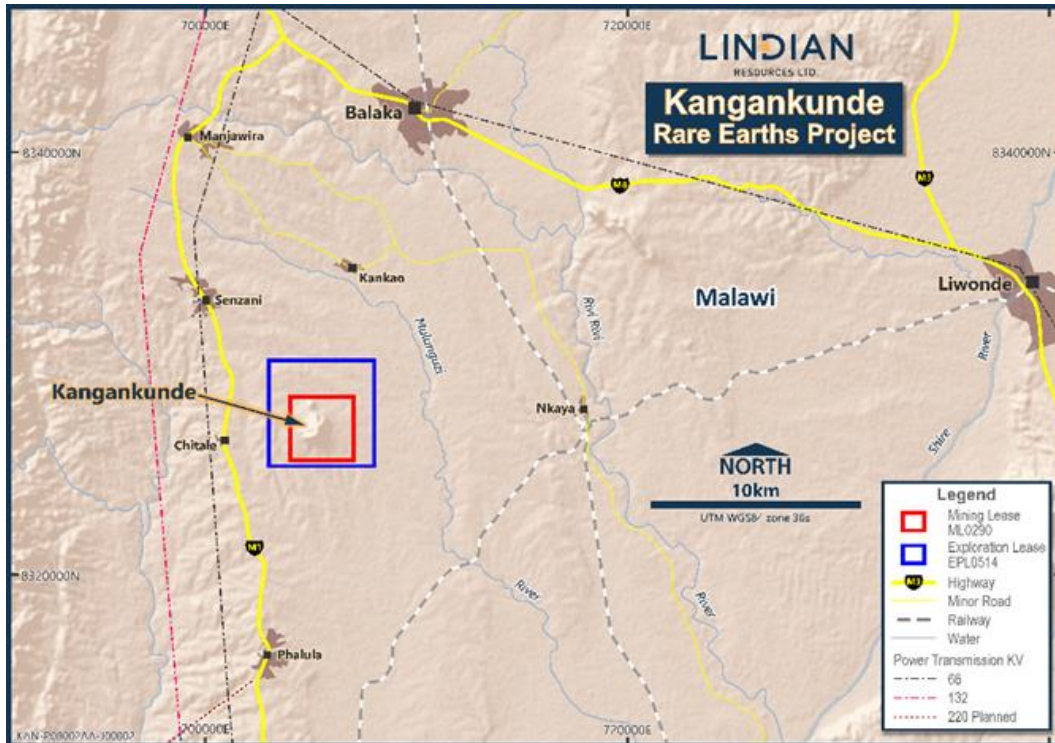 700000E
720000E
LINDIAN
RESOURCES LTD.
Kangankunde
Rare Earths Project
Balaka
Manjawira
8340000N
8340000N
M8
M3
Kankao
Senzani
Liwonde
Malawi
Rivi Rivi
Mulunguzi
River
Kangankunde
Nkaya
Chitale
Shire
NORTH
10km
UTM WGS84 zone 36s
M1
8320000N
River
River
Phalula
Legend
Mining Lease
ML0290
Exploration Lease
EPL0514
M3
Highway
Minor Road
Railway
Water
Power Transmission KV
66
132
220 Planned
700000E